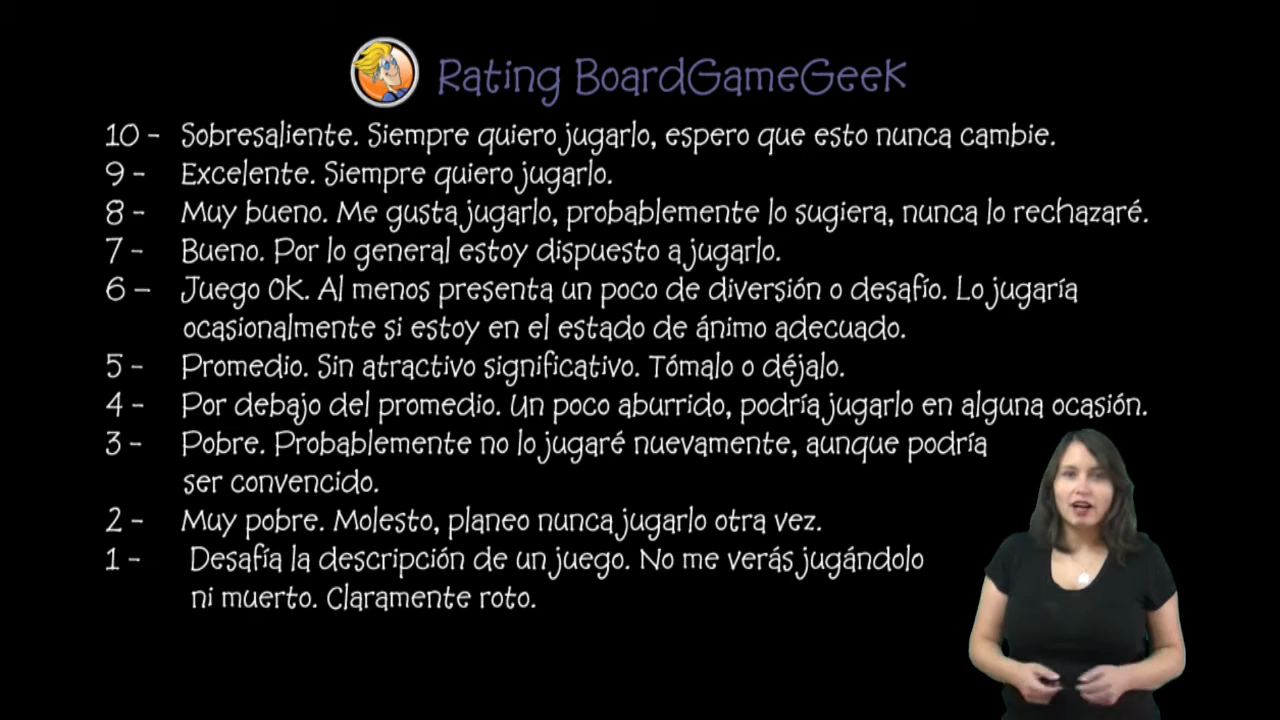 Rating BoardGameGeek
10 - Sobresaliente. Siempre quiero jugarlo, espero que esto nunca cambie.
9 - Excelente. Siempre quiero jugarlo.
8 - Muy bueno. Me gusta jugarlo, probablemente lo sugiera, nunca lo rechazaré.
7 - Bueno. Por lo general estoy dispuesto a jugarlo.
6 – Juego OK. Al menos presenta un poco de diversión o desafío. Lo jugaría
ocasionalmente si estoy en el estado de ánimo adecuado.
5 - Promedio. Sin atractivo significativo. Tómalo o déjalo.
4 - Por debajo del promedio. Un poco aburrido, podría jugarlo en alguna ocasión.
3 - Pobre. Probablemente no lo jugaré nuevamente, aunque podría
ser convencido.
2 - Muy pobre. Molesto, planeo nunca jugarlo otra vez.
1 - Desafía la descripción de un juego. No me verás jugándolo
ni muerto. Claramente roto.